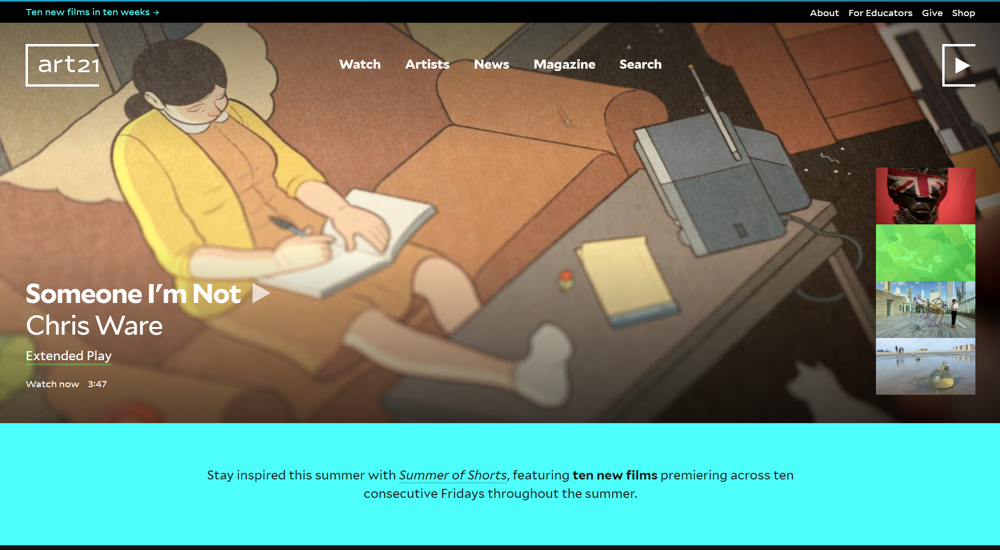 Ten new films in ten weeks →
About For Educators Give Shop
art21
Watch Artists News Magazine Search
Someone I'm Not
Chris Ware
Extended Play
Watch now 3:47
Stay inspired this summer with Summer of Shorts, featuring ten new films premiering across ten
consecutive Fridays throughout the summer.